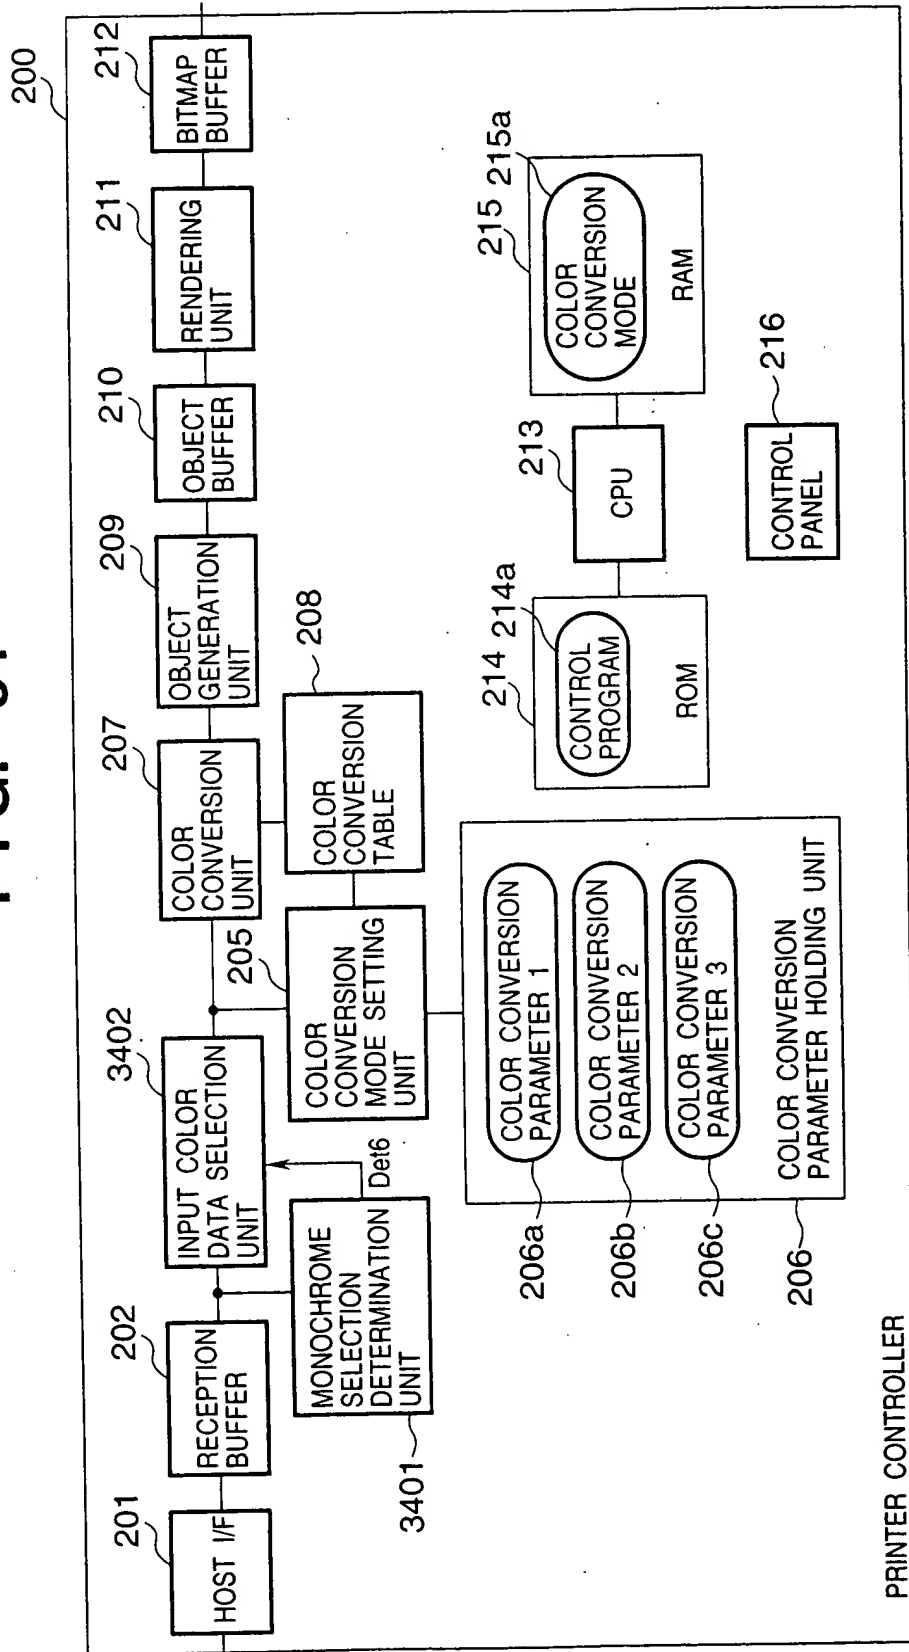 200
201
HOST I/F
202
RECEPTION
BUFFER
3402
INPUT COLOR
DATA SELECTION
UNIT
207
COLOR
CONVERSION
UNIT
209
OBJECT
GENERATION
UNIT
210
OBJECT
BUFFER
211
RENDERING
UNIT
212
BITMAP
BUFFER
3401
MONOCHROME
SELECTION
DETERMINATION
UNIT
Det6
205
COLOR
CONVERSION
MODE SETTING
UNIT
208
COLOR
CONVERSION
TABLE
206a
COLOR CONVERSION
PARAMETER 1
206b
COLOR CONVERSION
PARAMETER 2
206c
COLOR CONVERSION
PARAMETER 3
206
COLOR CONVERSION
PARAMETER HOLDING UNIT
214
214a
CONTROL
PROGRAM
ROM
213
CPU
215
215a
COLOR
CONVERSION
MODE
RAM
216
CONTROL
PANEL
PRINTER CONTROLLER